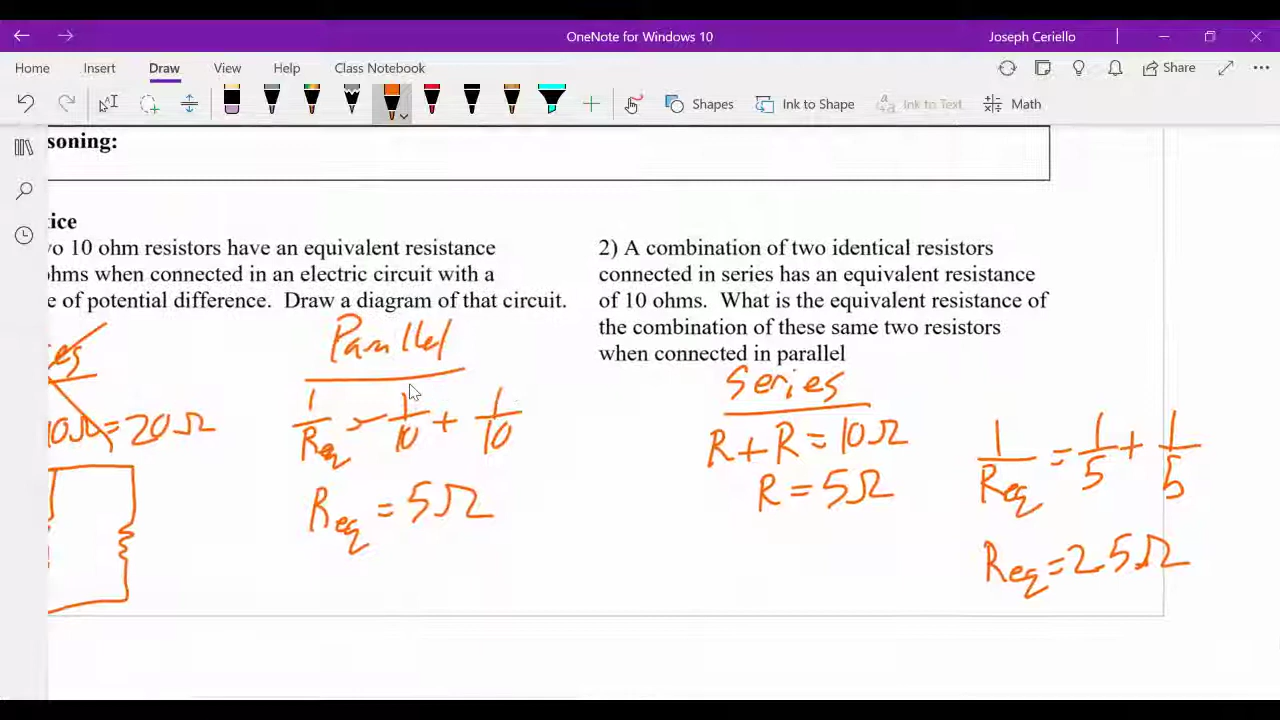 OneNote for Windows 10
Joseph Ceriello
Home Insert Draw View Help Class Notebook
Share
Shapes Ink to Shape Ink to Text Math
soning:
tice
o 10 ohm resistors have an equivalent resistance
ohms when connected in an electric circuit with a
e of potential difference. Draw a diagram of that circuit.
Parallel
1/Req = 1/10 + 1/10
Req = 5Ω
es
10Ω = 20Ω
2) A combination of two identical resistors
connected in series has an equivalent resistance
of 10 ohms. What is the equivalent resistance of
the combination of these same two resistors
when connected in parallel
Series
R + R = 10Ω
R = 5Ω
1/Req = 1/5 + 1/5
Req = 2.5Ω